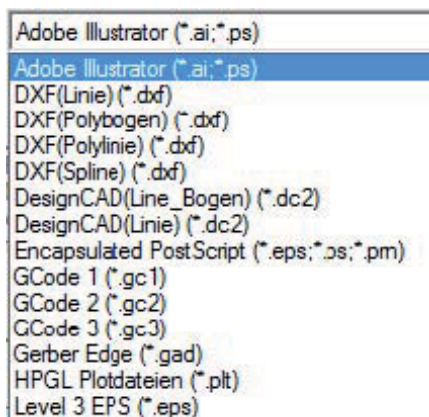 Adobe Illustrator (*.ai;*.ps)
Adobe Illustrator (*.ai;*.ps)
DXF(Linie) (*.dxf)
DXF(Polybogen) (*.dxf)
DXF(Polylinie) (*.dxf)
DXF(Spline) (*.dxf)
DesignCAD(Line_Bogen) (*.dc2)
DesignCAD(Linie) (*.dc2)
Encapsulated PostScript (*.eps;*.ps;*.prn)
GCode 1 (*.gc1)
GCode 2 (*.gc2)
GCode 3 (*.gc3)
Gerber Edge (*.gad)
HPGL Plotdateien (*.plt)
Level 3 EPS (*.eps)